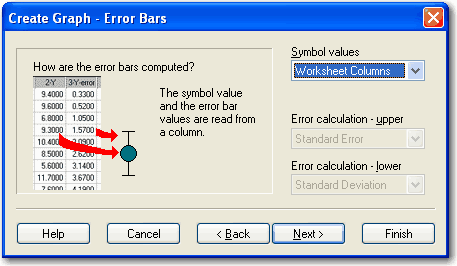 Create Graph - Error Bars
How are the error bars computed?
2-Y 3-Y-error
9.4000 0.3300
9.6000 0.5200
6.8000 1.0500
9.3000 1.5700
10.400 2.0900
8.5000 2.6200
5.6000 3.1400
11.7000 3.6700
7.6000 4.1900
The symbol value
and the error bar
values are read from
a column.
Symbol values
Worksheet Columns
Error calculation - upper
Standard Error
Error calculation - lower
Standard Deviation
Help
Cancel
< Back
Next >
Finish